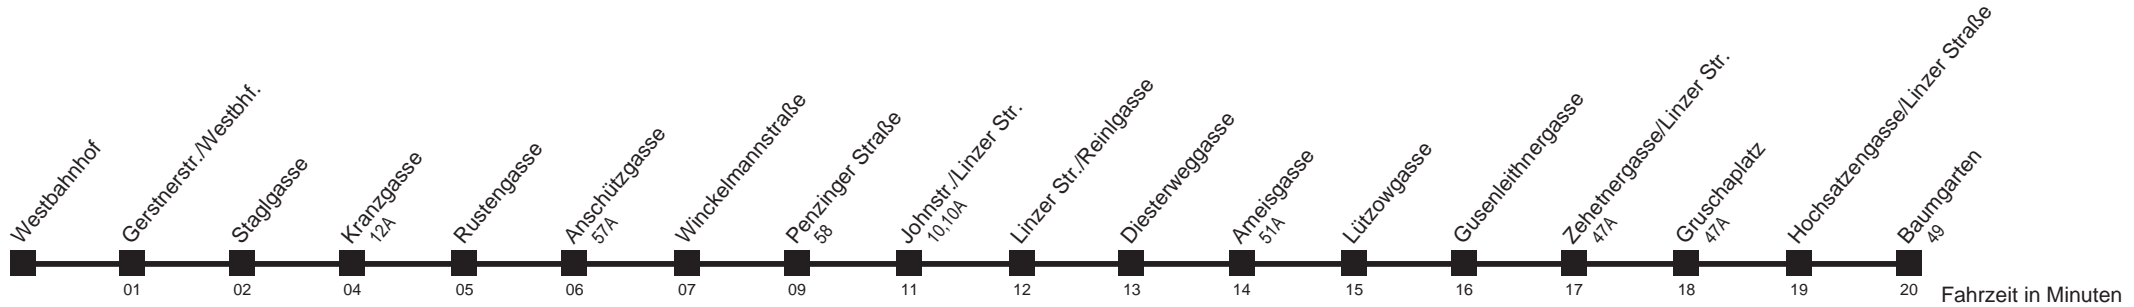 Westbahnhof
Gerstnerstr./Westbhf.
01
Staglgasse
02
Kranzgasse
12A
04
Rustengasse
05
Anschützgasse
57A
06
Winckelmannstraße
07
Penzinger Straße
58
09
Johnstr./Linzer Str.
10,10A
11
Linzer Str./Reinlgasse
12
Diesterweggasse
13
Ameisgasse
51A
14
Lützowgasse
15
Gusenleithnergasse
16
Zehetnergasse/Linzer Str.
47A
17
Gruschaplatz
47A
18
Hochsatzengasse/Linzer Straße
19
Baumgarten
49
20
Fahrzeit in Minuten